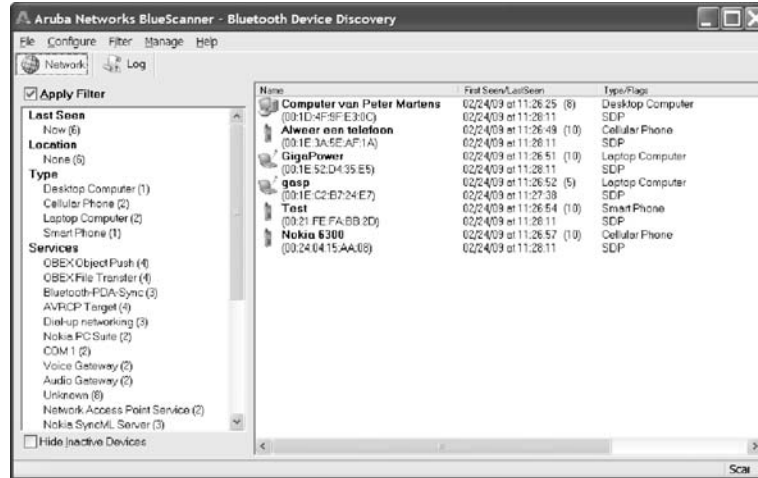 Aruba Networks BlueScanner - Bluetooth Device Discovery
File Configure Filter Manage Help
Network Log
Apply Filter
Last Seen
Now (6)
Location
None (6)
Type
Desktop Computer (1)
Cellular Phone (2)
Laptop Computer (2)
Smart Phone (1)
Services
OBEX Object Push (4)
OBEX File Transfer (4)
Bluetooth-PDA-Sync (3)
AVRCP Target (4)
Dial-up networking (3)
Nokia PC Suite (2)
COM 1 (2)
Voice Gateway (2)
Audio Gateway (2)
Unknown (8)
Network Access Point Service (2)
Nokia SyncML Server (3)
Hide Inactive Devices
Name First Seen/LastSeen Type/Flags
Computer van Peter Martens 02/24/09 at 11:26:25 (8) Desktop Computer
(00:1D:4F:9F:E3:0C) 02/24/09 at 11:28:11 SDP
Alweer een telefoon 02/24/09 at 11:26:49 (10) Cellular Phone
(00:1E:3A:5E:AF:1A) 02/24/09 at 11:28:11 SDP
GigaPower 02/24/09 at 11:26:51 (10) Laptop Computer
(00:1E:52:D4:35:E5) 02/24/09 at 11:28:11 SDP
gasp 02/24/09 at 11:26:52 (5) Laptop Computer
(00:1E:C2:B7:24:E7) 02/24/09 at 11:27:38 SDP
Test 02/24/09 at 11:26:54 (10) Smart Phone
(00:21:FE:FA:BB:2D) 02/24/09 at 11:28:11 SDP
Nokia 6300 02/24/09 at 11:26:57 (10) Cellular Phone
(00:24:04:15:AA:08) 02/24/09 at 11:28:11 SDP
Scar